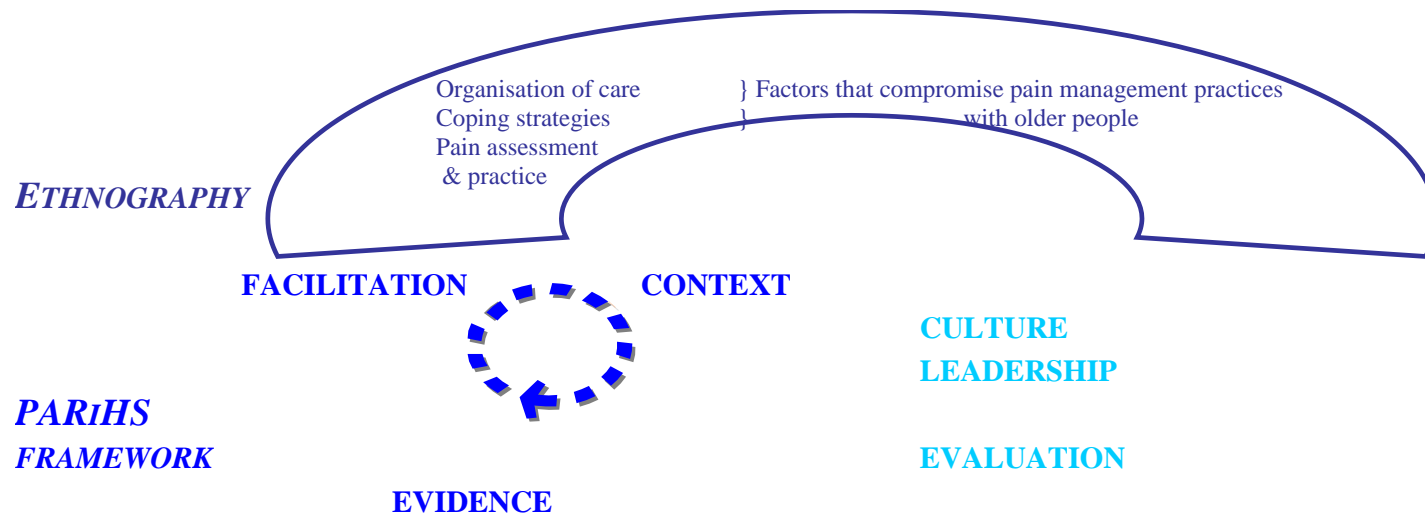 Organisation of care } Factors that compromise pain management practices
Coping strategies } with older people
Pain assessment
& practice
ETHNOGRAPHY
FACILITATION CONTEXT
CULTURE
LEADERSHIP
PARIHS
FRAMEWORK EVALUATION
EVIDENCE